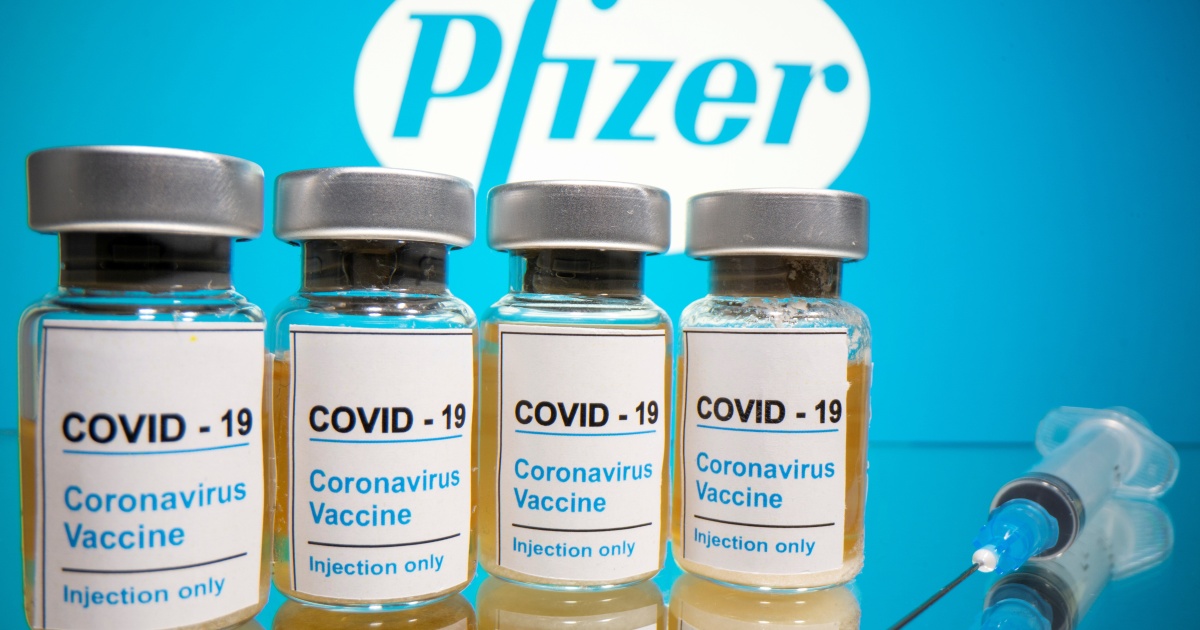 Pfizer
COVID - 19
Coronavirus
Vaccine
Injection only
COVID - 19
Coronavirus
Vaccine
Injection only
COVID - 19
Coronavirus
Vaccine
Injection only
COVID - 19
Coronavirus
Vaccine
Injection only